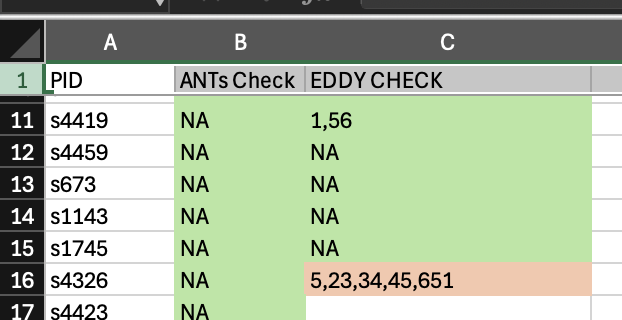 A B C
1 PID ANTs Check EDDY CHECK
11 s4419 NA 1,56
12 s4459 NA NA
13 s673 NA NA
14 s1143 NA NA
15 s1745 NA NA
16 s4326 NA 5,23,34,45,651
17 s4423 NA